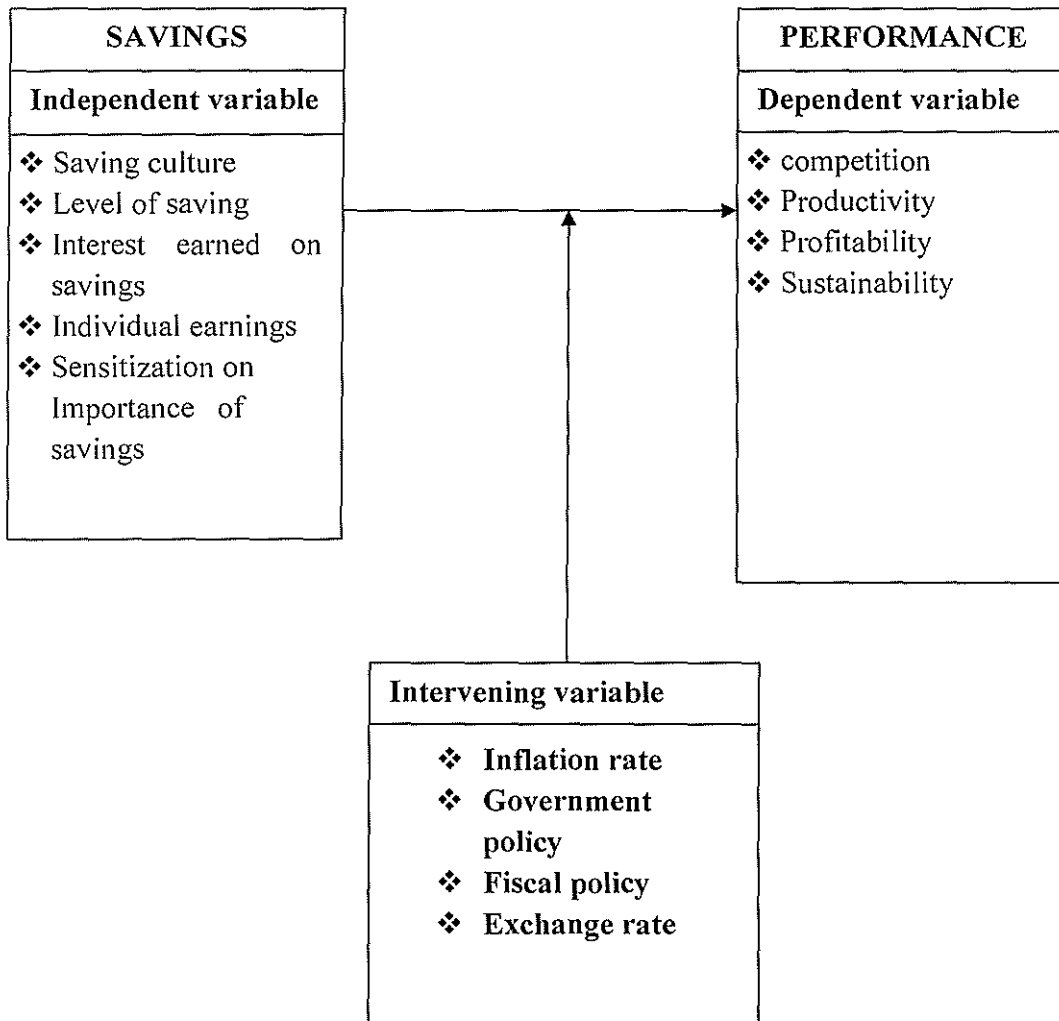 SAVINGS
Independent variable
❖ Saving culture
❖ Level of saving
❖ Interest earned on
savings
❖ Individual earnings
❖ Sensitization on
Importance of
savings
PERFORMANCE
Dependent variable
❖ competition
❖ Productivity
❖ Profitability
❖ Sustainability
Intervening variable
❖ Inflation rate
❖ Government
policy
❖ Fiscal policy
❖ Exchange rate